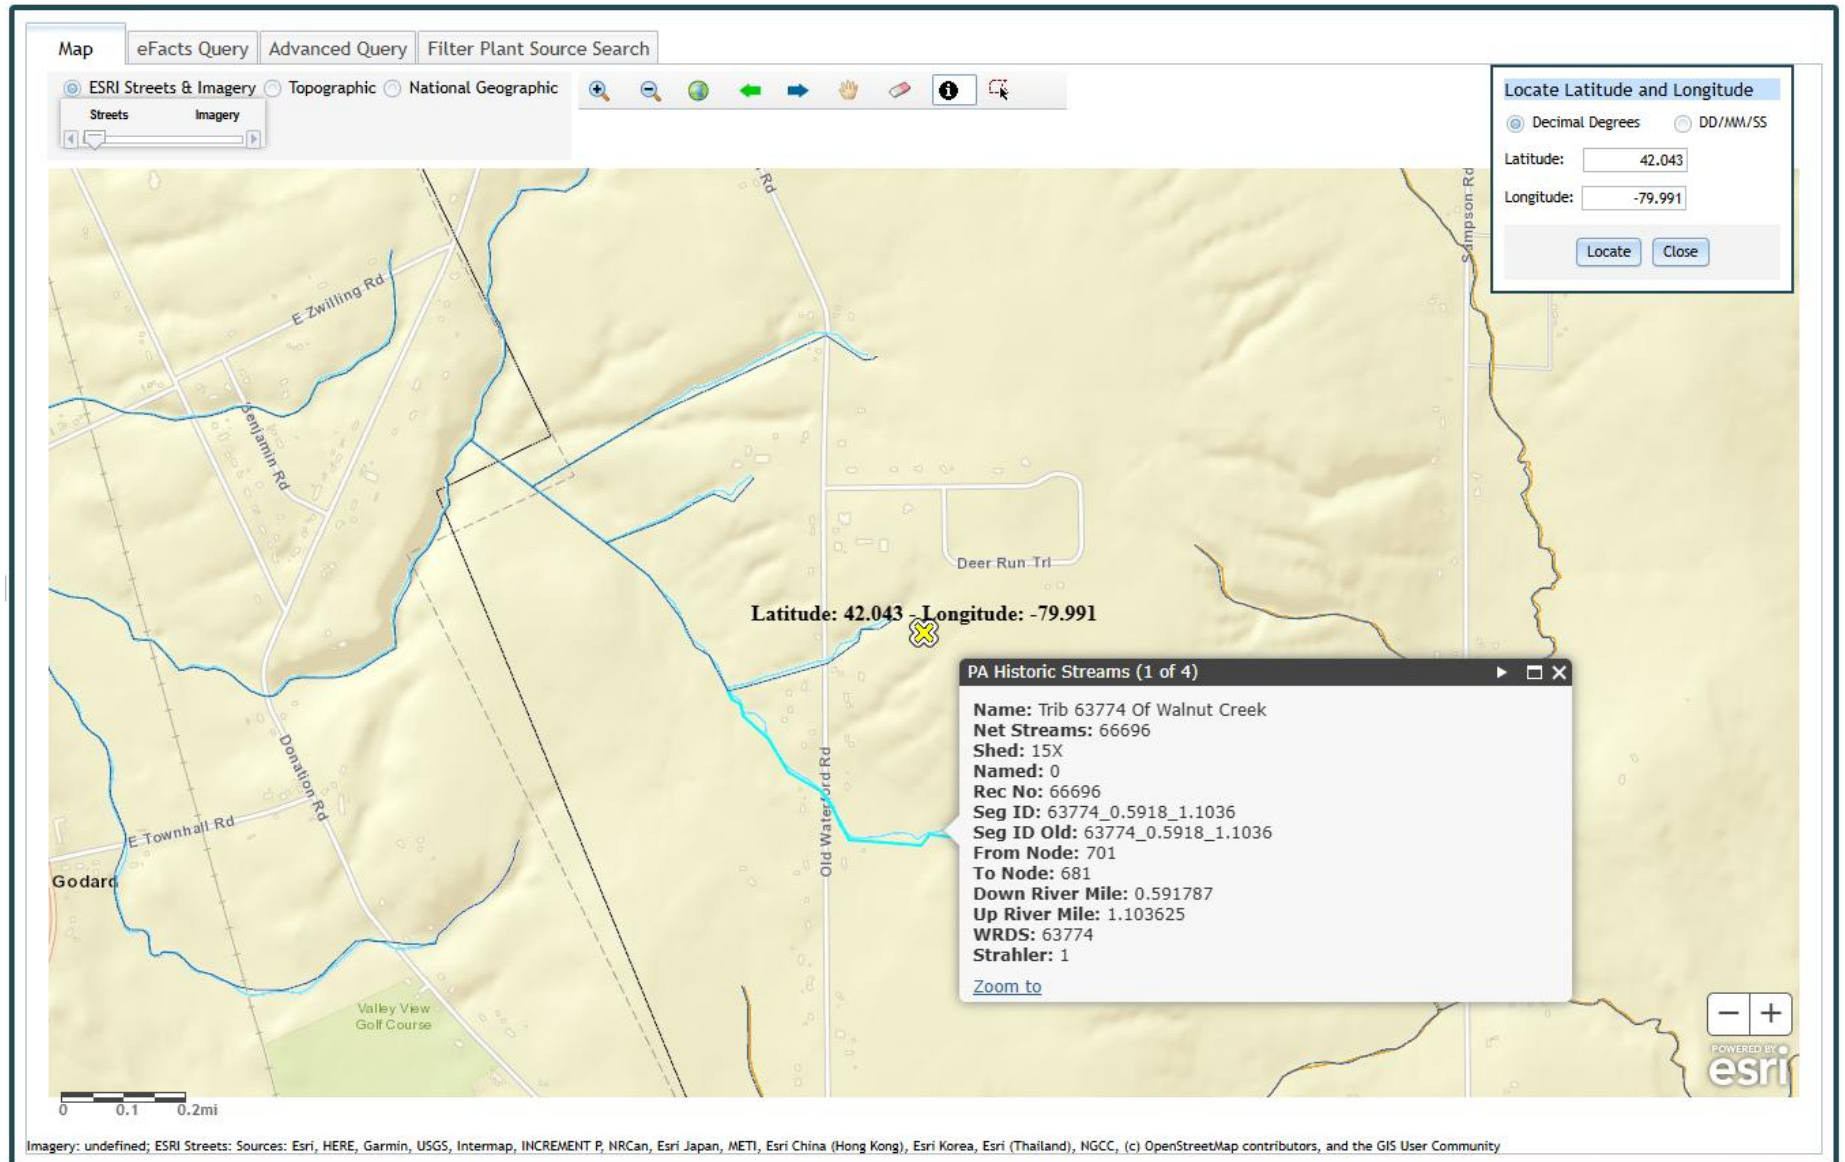 Map eFacts Query Advanced Query Filter Plant Source Search
ESRI Streets & Imagery Topographic National Geographic
Streets Imagery
Locate Latitude and Longitude
Decimal Degrees DD/MM/SS
Latitude: 42.043
Longitude: -79.991
Locate Close
Rd
Sampson Rd
E Zwilling Rd
Benjamin Rd
Deer Run Trl
Latitude: 42.043 - Longitude: -79.991
PA Historic Streams (1 of 4)
Name: Trib 63774 Of Walnut Creek
Net Streams: 66696
Shed: 15X
Named: 0
Rec No: 66696
Seg ID: 63774_0.5918_1.1036
Seg ID Old: 63774_0.5918_1.1036
From Node: 701
To Node: 681
Down River Mile: 0.591787
Up River Mile: 1.103625
WRDS: 63774
Strahler: 1
Zoom to
Old Waterford Rd
Donation Rd
E Townhall Rd
Godard
Valley View
Golf Course
POWERED BY
esri
0 0.1 0.2mi
Imagery: undefined; ESRI Streets: Sources: Esri, HERE, Garmin, USGS, Intermap, INCREMENT P, NRCan, Esri Japan, METI, Esri China (Hong Kong), Esri Korea, Esri (Thailand), NGCC, (c) OpenStreetMap contributors, and the GIS User Community